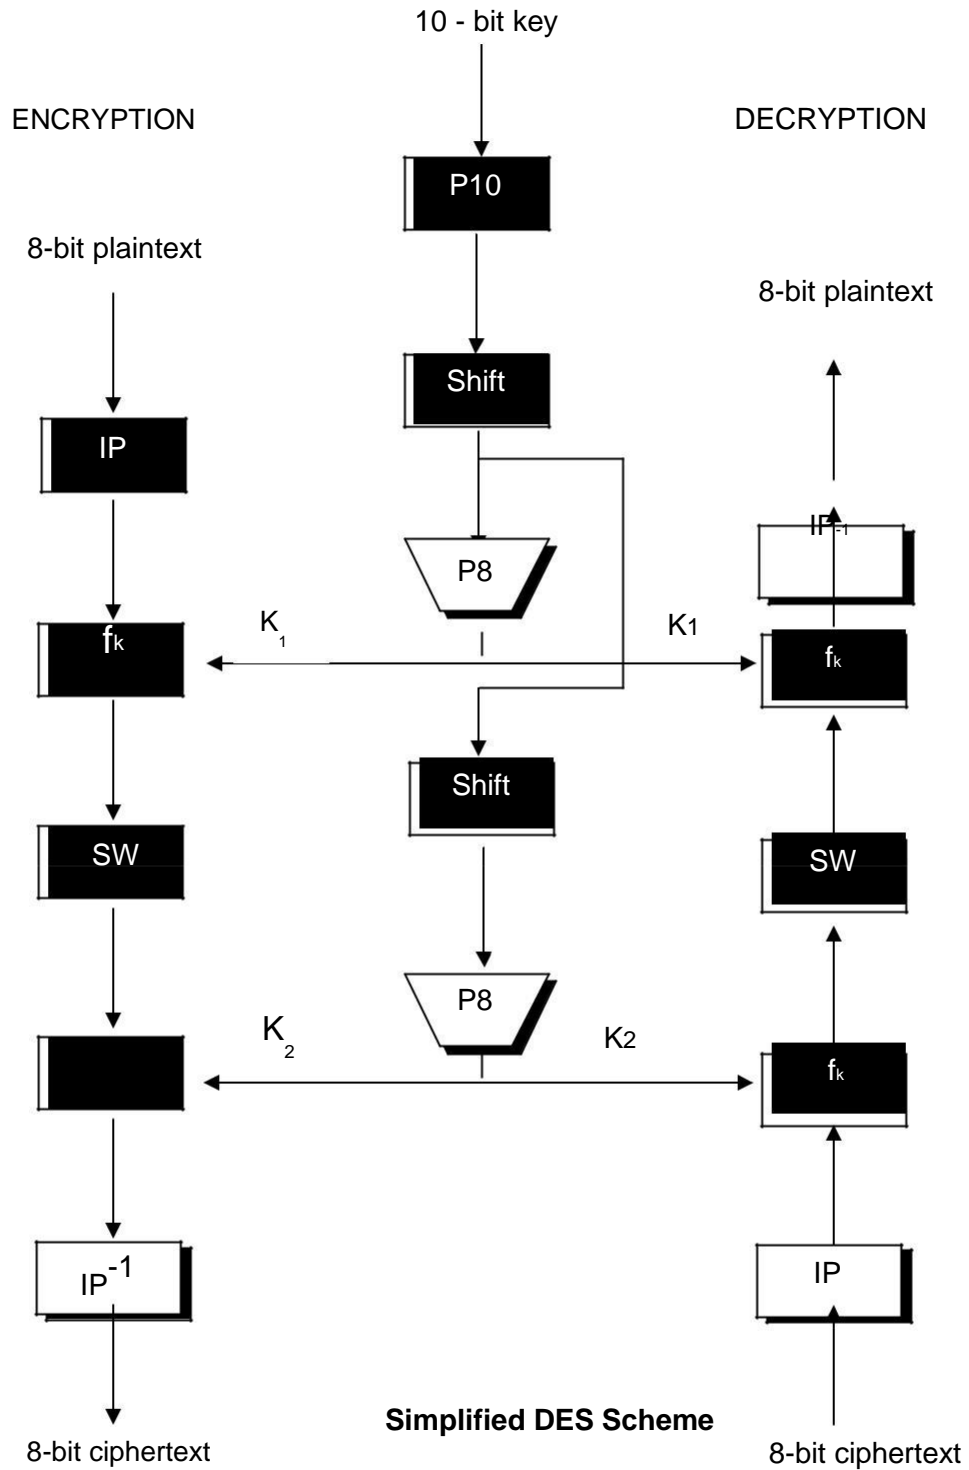 10 - bit key
ENCRYPTION
DECRYPTION
P10
8-bit plaintext
8-bit plaintext
Shift
IP
IP-1
P8
K1
K1
fk
fk
Shift
SW
SW
P8
K2
K2
fk
IP-1
IP
Simplified DES Scheme
8-bit ciphertext
8-bit ciphertext